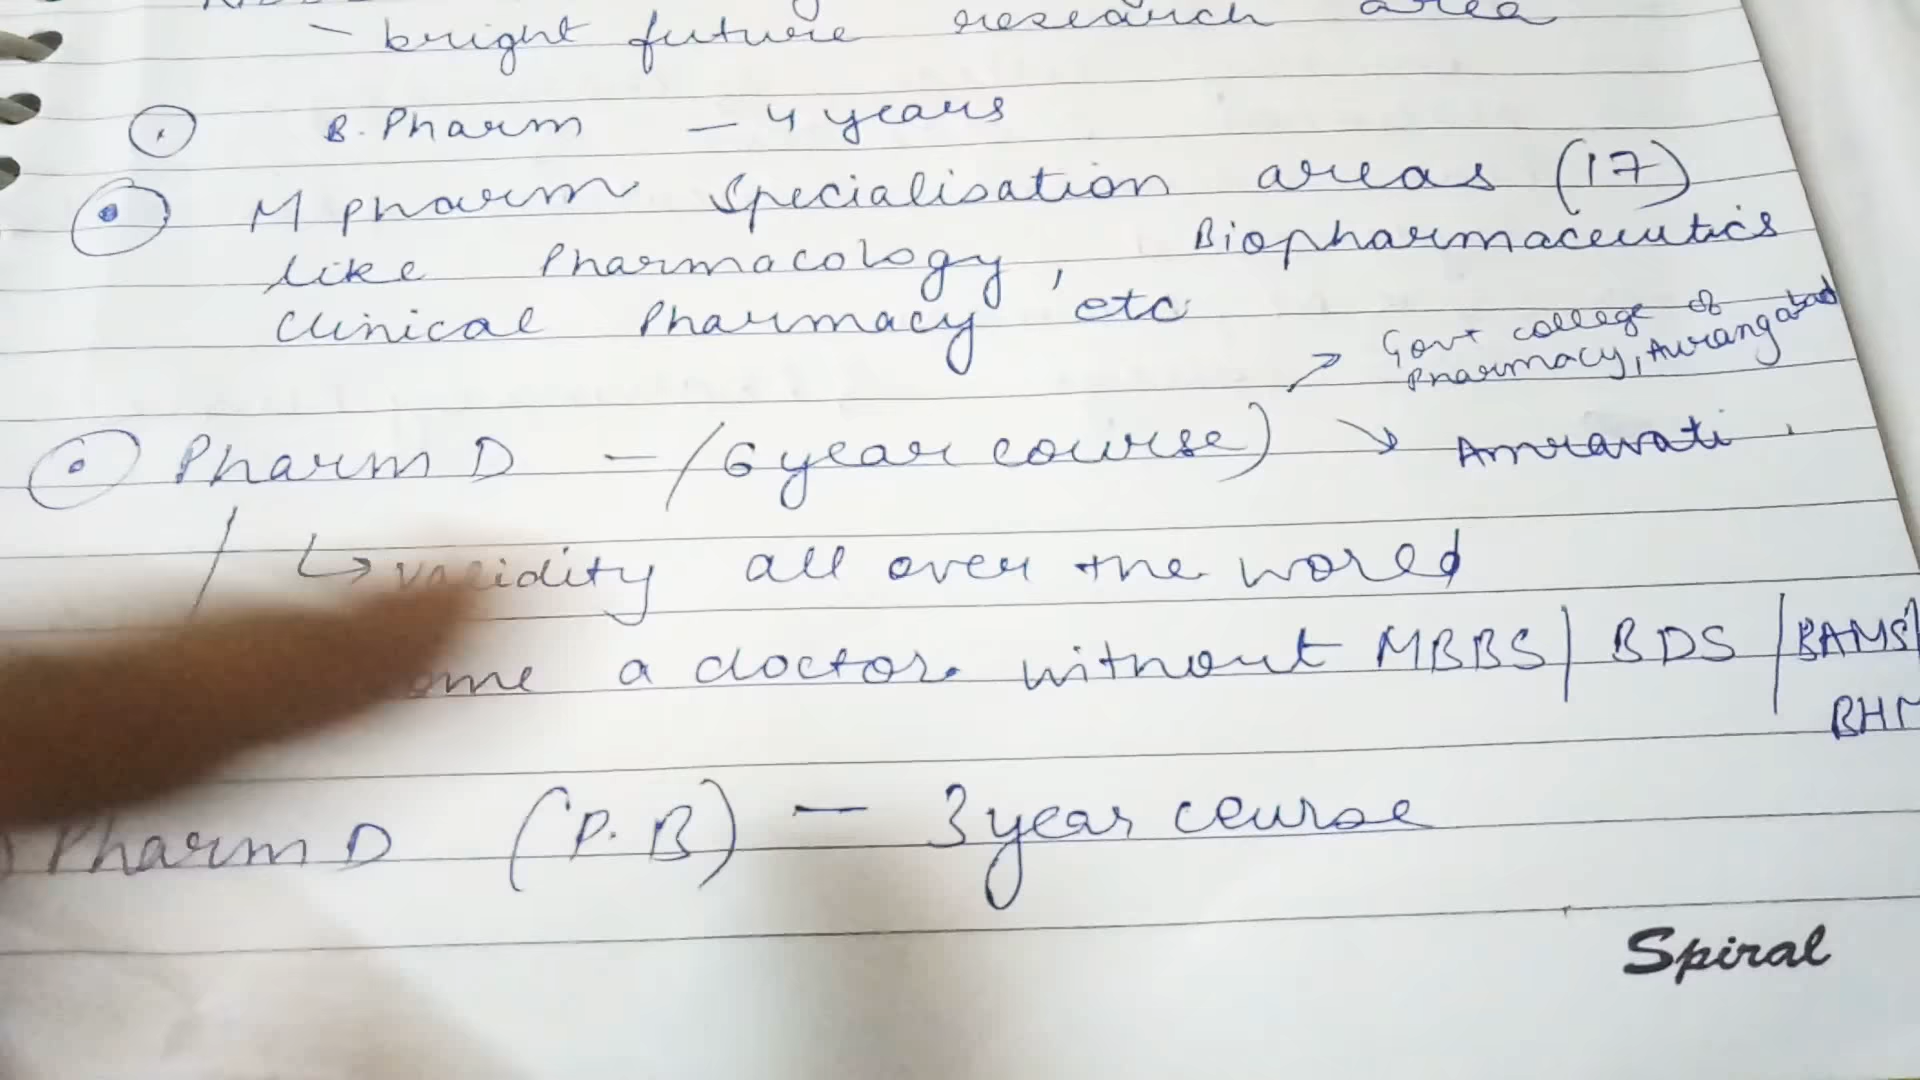 - bright future research area
B. Pharm - 4 years
M pharm specialisation areas (17)
like Pharmacology, Biopharmaceutics
clinical Pharmacy etc
Govt college of
Pharmacy, Aurangabad
Pharm D - (6 year course) → Amravati
↳ validity all over the world
a doctor without MBBS / BDS / BAMS /
Pharm D (P.B) - 3 year course
Spiral